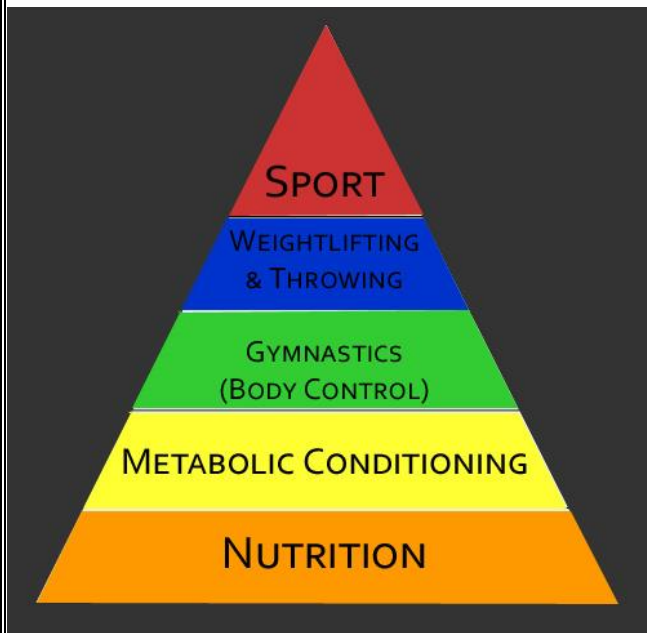 Sport
Weightlifting
& Throwing
Gymnastics
(Body Control)
Metabolic Conditioning
Nutrition